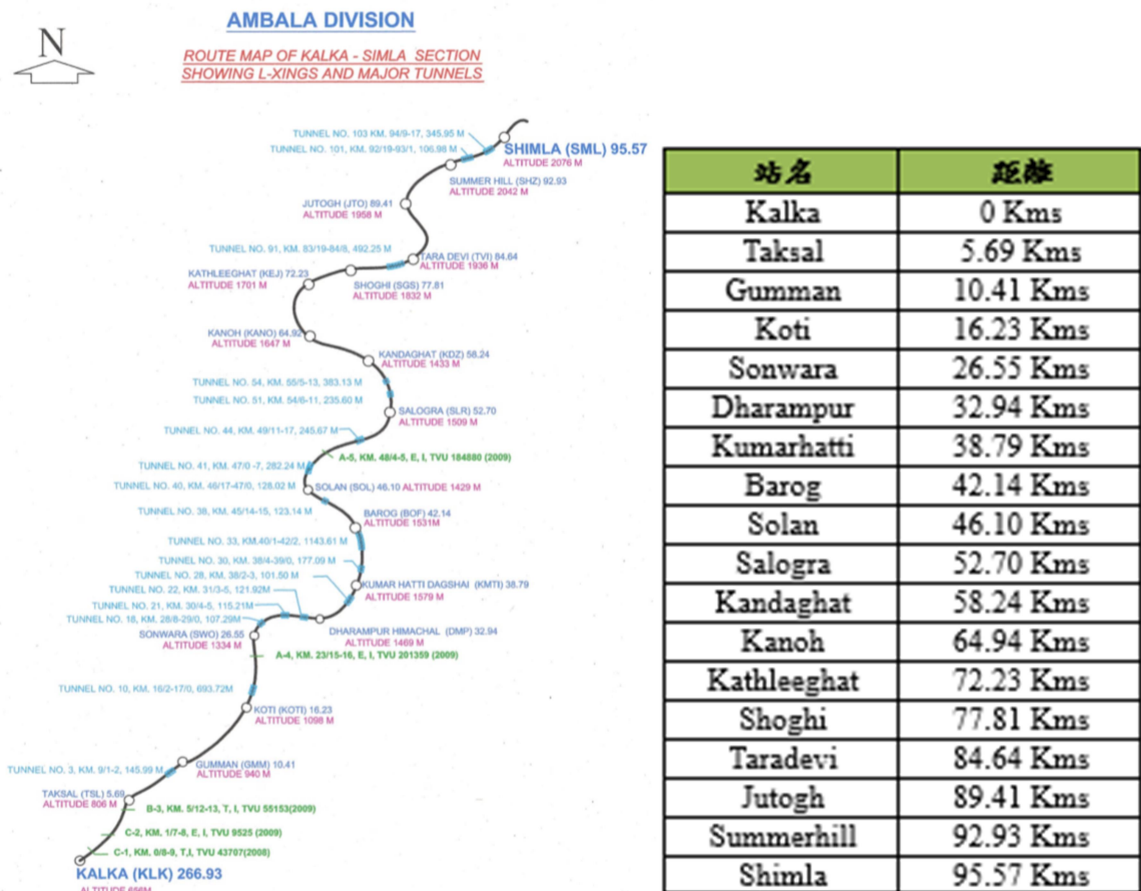 AMBALA DIVISION
N
ROUTE MAP OF KALKA - SIMLA SECTION
SHOWING L-XINGS AND MAJOR TUNNELS
TUNNEL NO. 103 KM. 94/9-17, 345.95 M
TUNNEL NO. 101, KM. 92/19-93/1, 106.98 M
SHIMLA (SML) 95.57
ALTITUDE 2076 M
SUMMER HILL (SHZ) 92.93
ALTITUDE 2042 M
JUTOGH (JTO) 89.41
ALTITUDE 1958 M
TUNNEL NO. 91, KM. 83/19-84/8, 492.25 M
TARA DEVI (TVI) 84.64
ALTITUDE 1936 M
KATHLEEGHAT (KEJ) 72.23
ALTITUDE 1701 M
SHOGHI (SGS) 77.81
ALTITUDE 1832 M
KANOH (KANO) 64.92
ALTITUDE 1647 M
KANDAGHAT (KDZ) 58.24
ALTITUDE 1433 M
TUNNEL NO. 54, KM. 55/5-13, 383.13 M
TUNNEL NO. 51, KM. 54/6-11, 235.60 M
SALOGRA (SLR) 52.70
ALTITUDE 1509 M
TUNNEL NO. 44, KM. 49/11-17, 245.67 M
A-5, KM. 48/4-5, E, I, TVU 184880 (2009)
TUNNEL NO. 41, KM. 47/0 -7, 282.24 M
TUNNEL NO. 40, KM. 46/17-47/0, 128.02 M
SOLAN (SOL) 46.10 ALTITUDE 1429 M
TUNNEL NO. 38, KM. 45/14-15, 123.14 M
BAROG (BOF) 42.14
ALTITUDE 1531M
TUNNEL NO. 33, KM.40/1-42/2, 1143.61 M
TUNNEL NO. 30, KM. 38/4-39/0, 177.09 M
TUNNEL NO. 28, KM. 38/2-3, 101.50 M
KUMAR HATTI DAGSHAI (KMTI) 38.79
ALTITUDE 1579 M
TUNNEL NO. 22, KM. 31/3-5, 121.92M
TUNNEL NO. 21, KM. 30/4-5, 115.21M
TUNNEL NO. 18, KM. 28/8-29/0, 107.29M
SONWARA (SWO) 26.55
ALTITUDE 1334 M
DHARAMPUR HIMACHAL (DMP) 32.94
ALTITUDE 1469 M
A-4, KM. 23/15-16, E, I, TVU 201359 (2009)
TUNNEL NO. 10, KM. 16/2-17/0, 693.72M
KOTI (KOTI) 16.23
ALTITUDE 1098 M
GUMMAN (GMM) 10.41
ALTITUDE 940 M
TUNNEL NO. 3, KM. 9/1-2, 145.99 M
TAKSAL (TSL) 5.69
ALTITUDE 806 M
B-3, KM. 5/12-13, T, I, TVU 55153(2009)
C-2, KM. 1/7-8, E, I, TVU 9525 (2009)
C-1, KM. 0/8-9, T,I, TVU 43707(2008)
KALKA (KLK) 266.93
ALTITUDE 656M
站名 距離
Kalka 0 Kms
Taksal 5.69 Kms
Gumman 10.41 Kms
Koti 16.23 Kms
Sonwara 26.55 Kms
Dharampur 32.94 Kms
Kumarhatti 38.79 Kms
Barog 42.14 Kms
Solan 46.10 Kms
Salogra 52.70 Kms
Kandaghat 58.24 Kms
Kanoh 64.94 Kms
Kathleeghat 72.23 Kms
Shoghi 77.81 Kms
Taradevi 84.64 Kms
Jutogh 89.41 Kms
Summerhill 92.93 Kms
Shimla 95.57 Kms